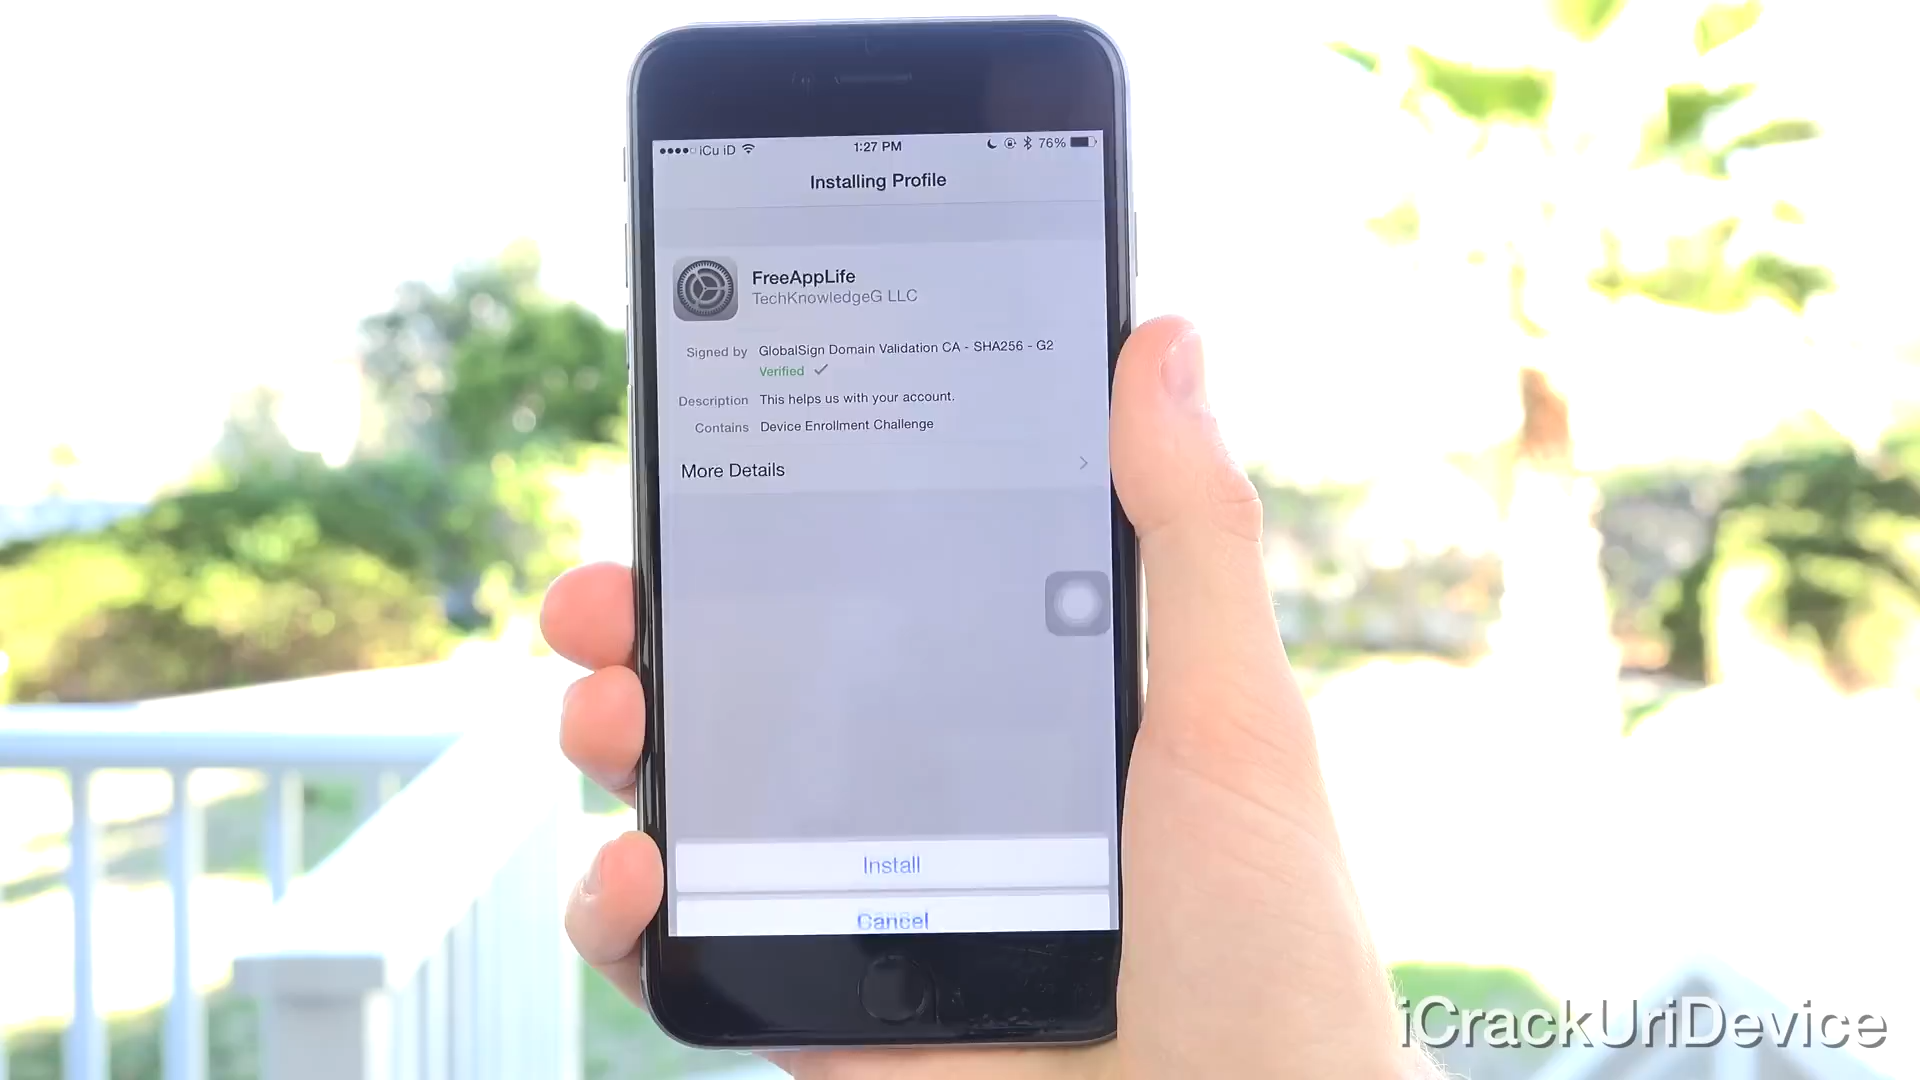 iCu iD 1:27 PM 76%
Installing Profile
FreeAppLife
TechKnowledgeG LLC
Signed by GlobalSign Domain Validation CA - SHA256 - G2
Verified
Description This helps us with your account.
Contains Device Enrollment Challenge
More Details
Install
Cancel
iCrackUriDevice